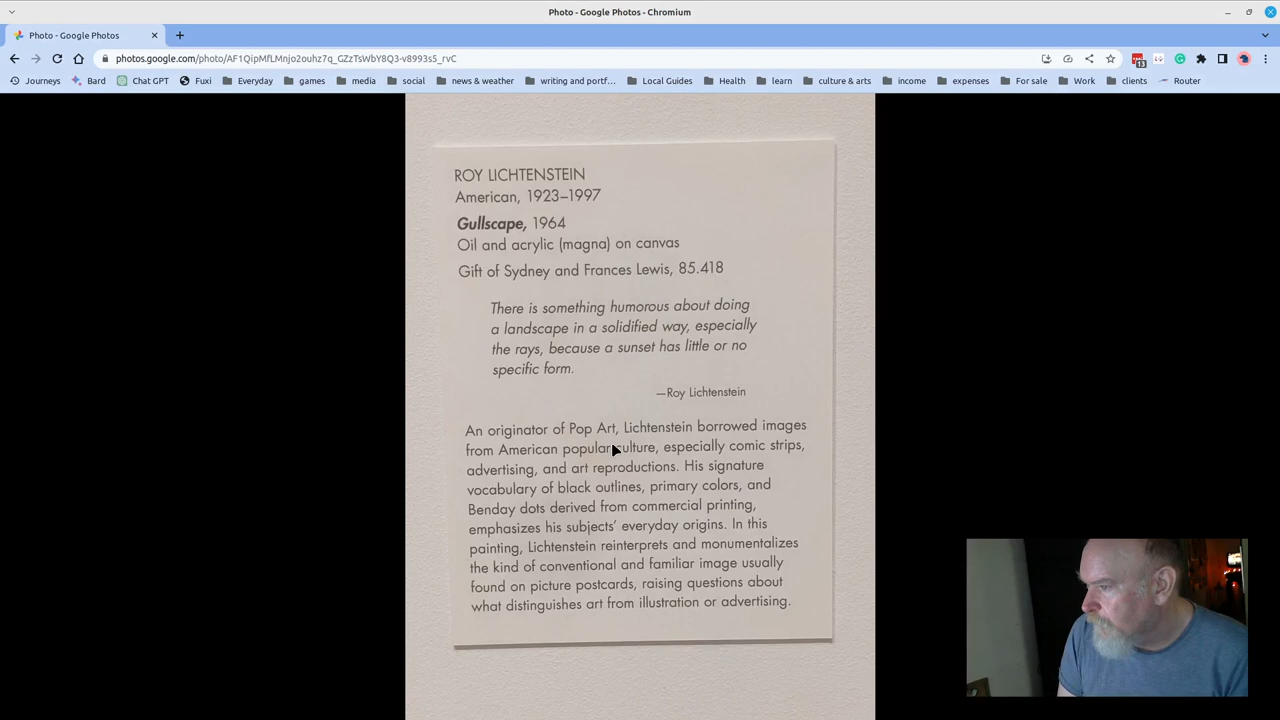 Photo - Google Photos - Chromium
Photo - Google Photos
photos.google.com/photo/AF1QipMfLMnjo2ouhz7q_GZzTsWbY8Q3-v8993s5_rvC
13
Journeys Bard Chat GPT Fuxi Everyday games media social news & weather writing and portf... Local Guides Health learn culture & arts income expenses For sale Work clients Router
ROY LICHTENSTEIN
American, 1923–1997
Gullscape, 1964
Oil and acrylic (magna) on canvas
Gift of Sydney and Frances Lewis, 85.418
There is something humorous about doing
a landscape in a solidified way, especially
the rays, because a sunset has little or no
specific form.
—Roy Lichtenstein
An originator of Pop Art, Lichtenstein borrowed images
from American popular culture, especially comic strips,
advertising, and art reproductions. His signature
vocabulary of black outlines, primary colors, and
Benday dots derived from commercial printing,
emphasizes his subjects' everyday origins. In this
painting, Lichtenstein reinterprets and monumentalizes
the kind of conventional and familiar image usually
found on picture postcards, raising questions about
what distinguishes art from illustration or advertising.